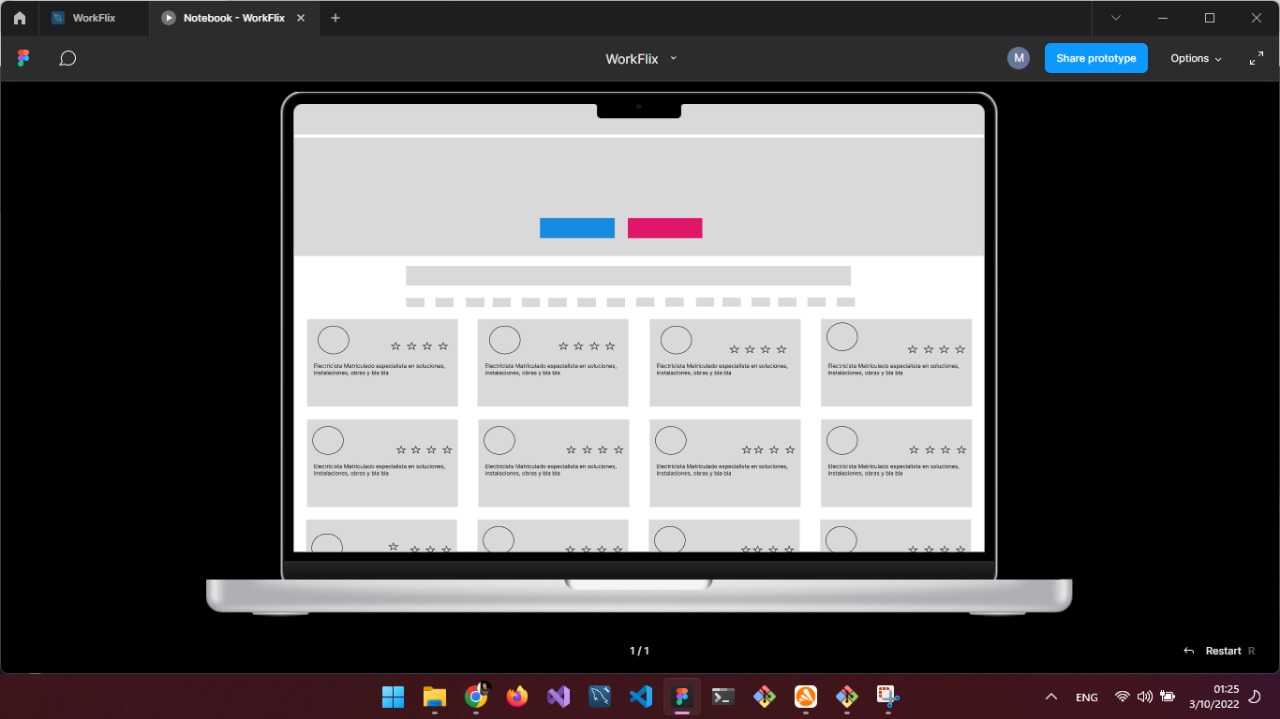 WorkFlix
Notebook - WorkFlix
WorkFlix
M
Share prototype
Options
Electricista Matriculado especialista en soluciones,
instalaciones, obras y bla bla
Electricista Matriculado especialista en soluciones,
instalaciones, obras y bla bla
Electricista Matriculado especialista en soluciones,
instalaciones, obras y bla bla
Electricista Matriculado especialista en soluciones,
instalaciones, obras y bla bla
Electricista Matriculado especialista en soluciones,
instalaciones, obras y bla bla
Electricista Matriculado especialista en soluciones,
instalaciones, obras y bla bla
Electricista Matriculado especialista en soluciones,
instalaciones, obras y bla bla
Electricista Matriculado especialista en soluciones,
instalaciones, obras y bla bla
1 / 1
Restart R
ENG
01:25
3/10/2022